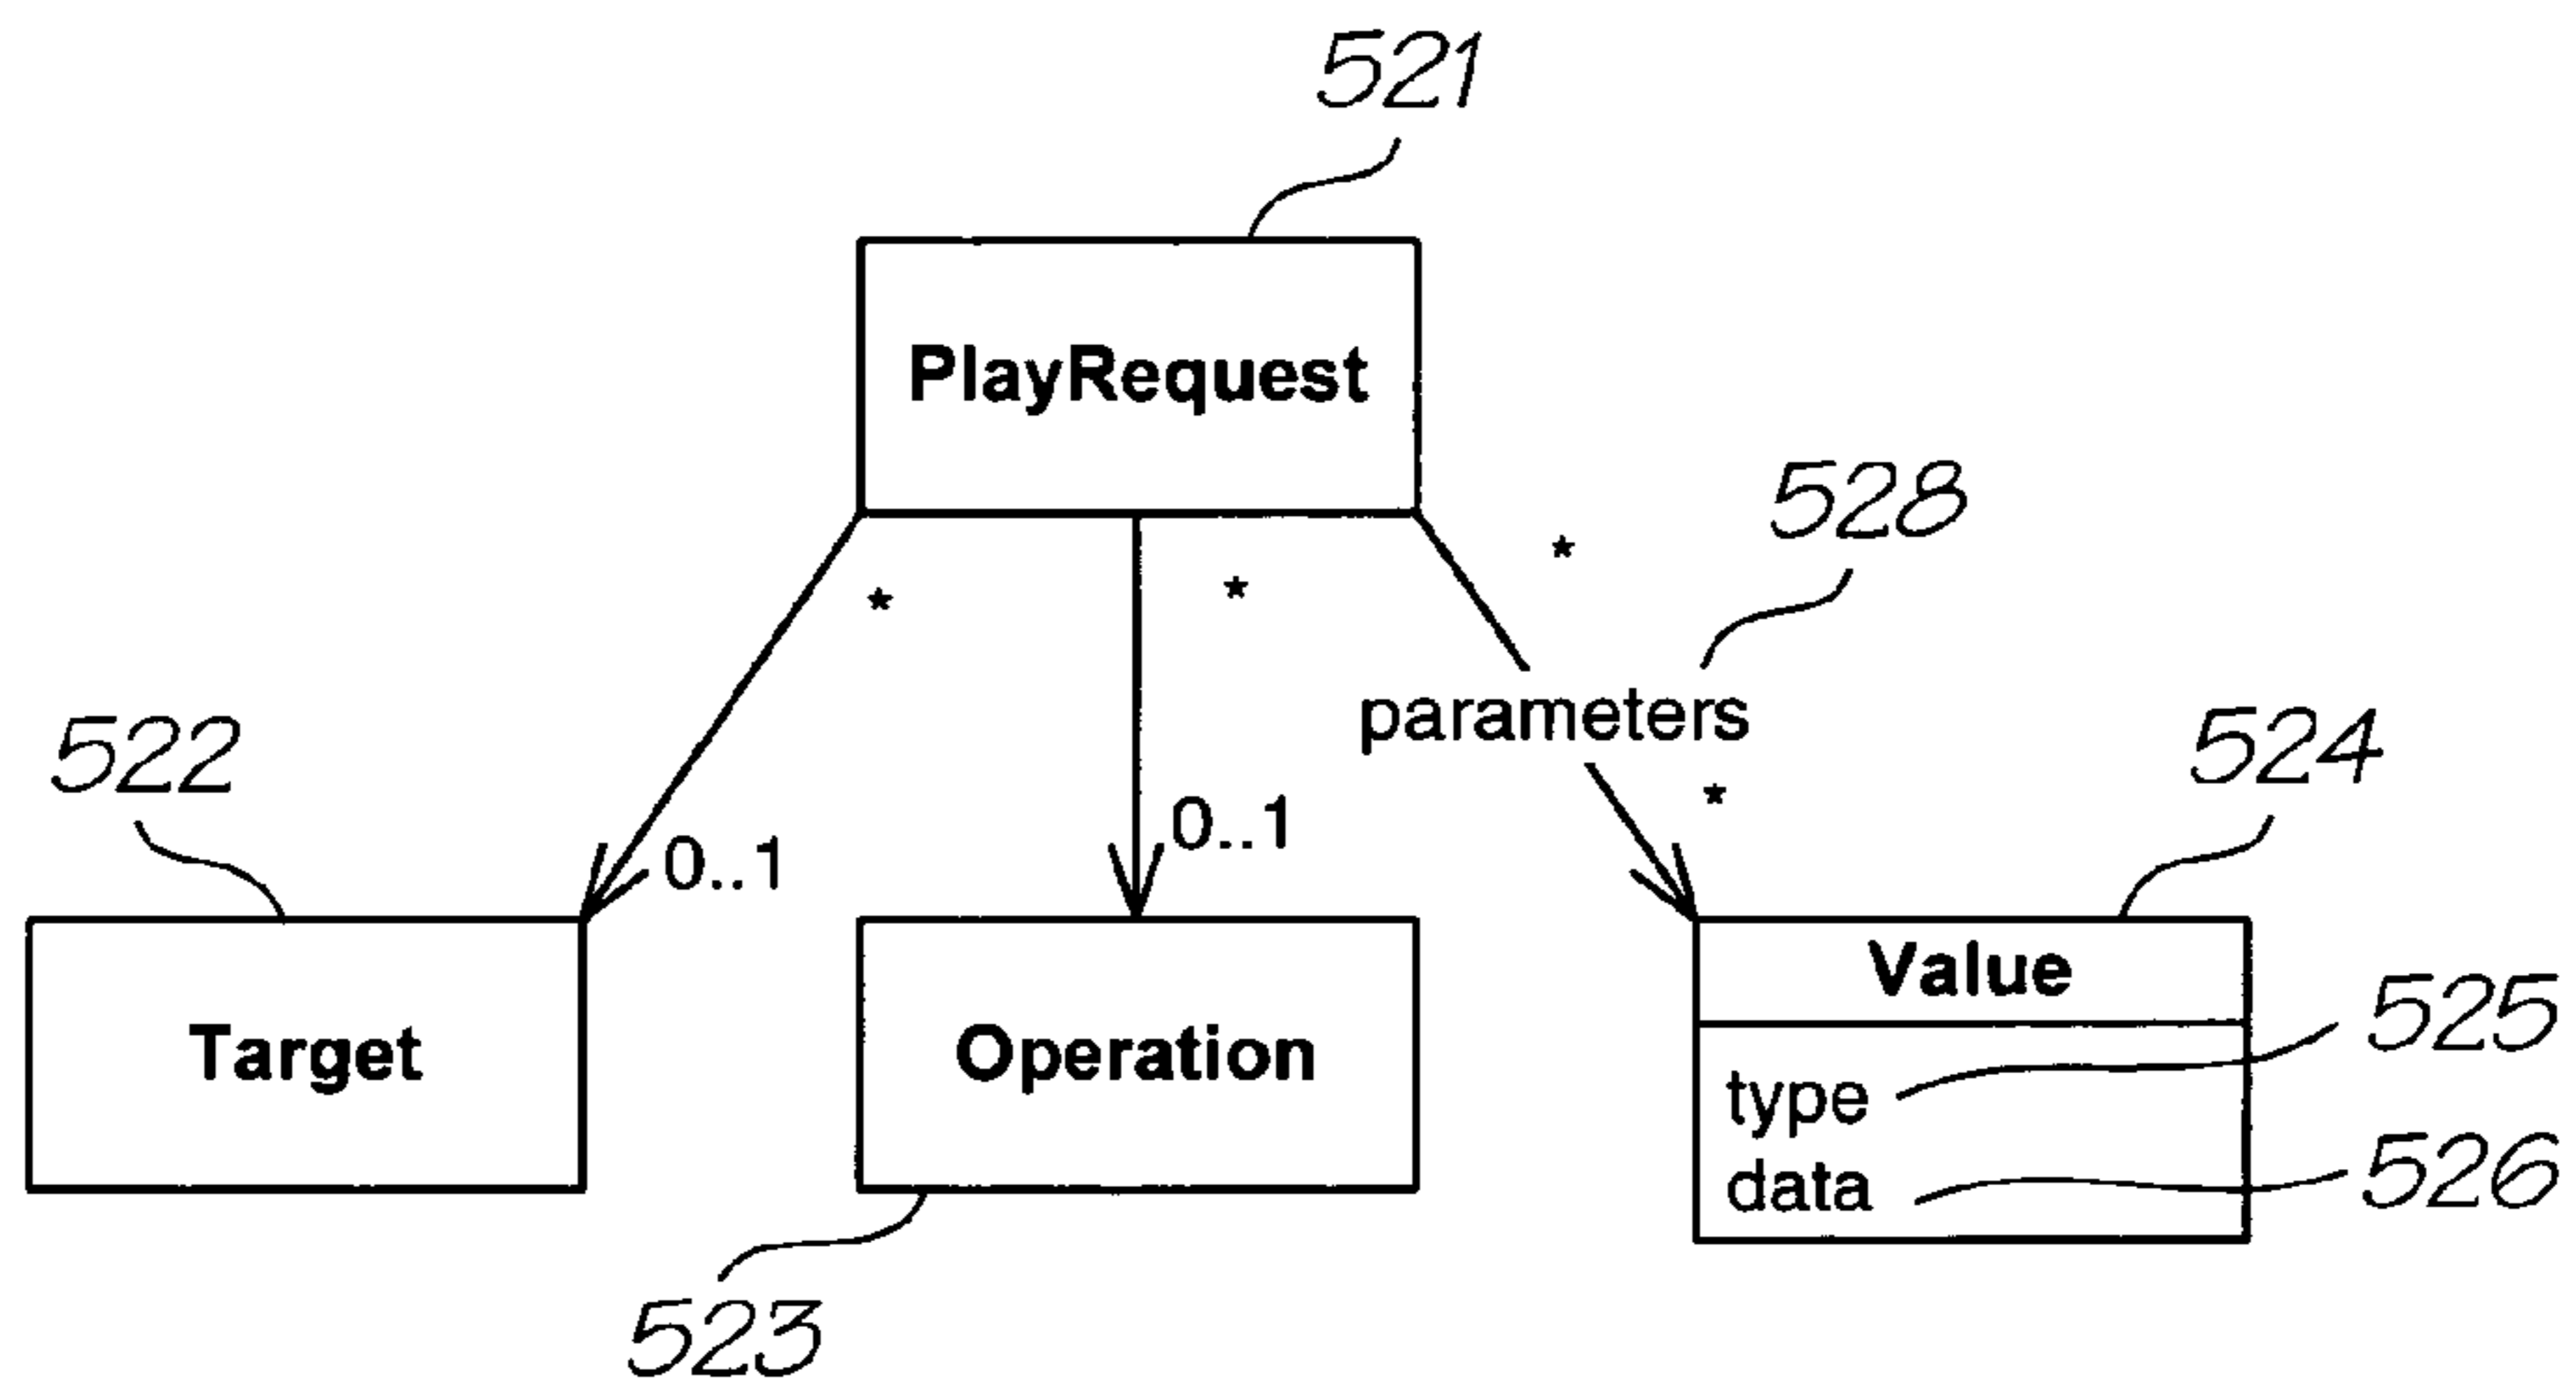 521
PlayRequest
528
*
*
*
parameters
522
524
*
0..1
0..1
Value
525
Target
Operation
type
data
526
523